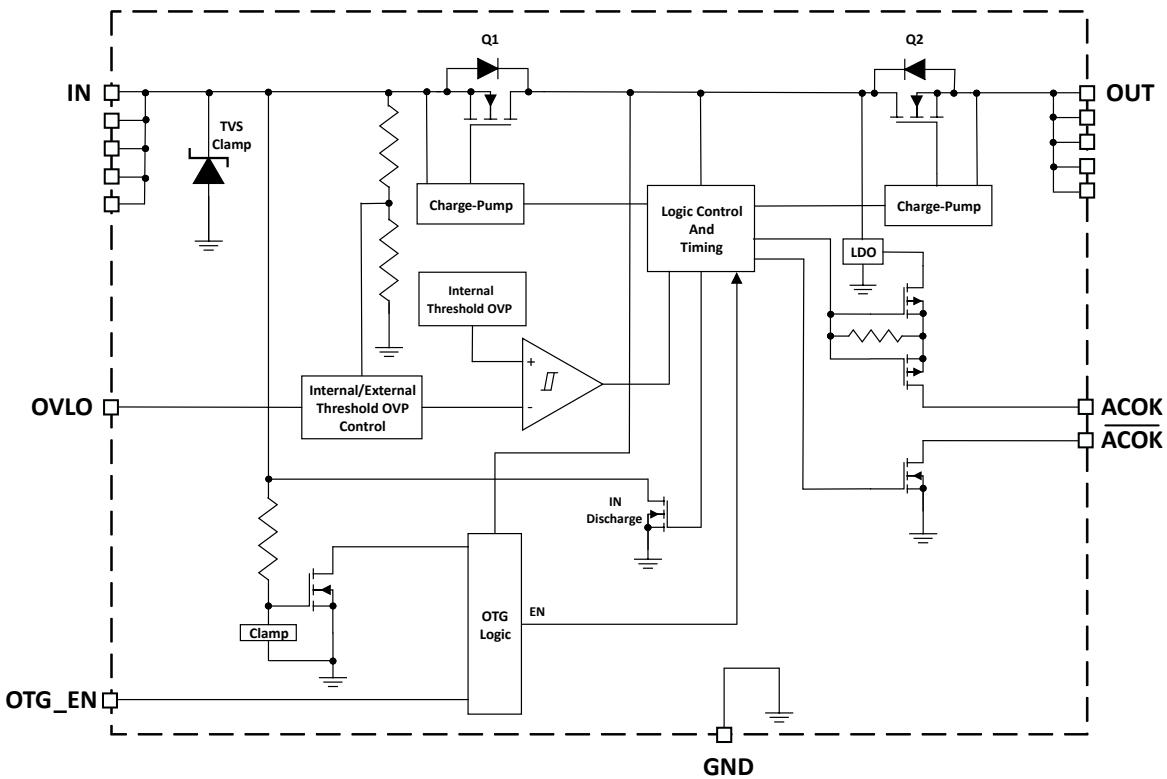 Q1
Q2
IN
OUT
TVS
Clamp
Charge-Pump
Logic Control
And
Timing
Charge-Pump
LDO
Internal
Threshold OVP
+
-
Internal/External
Threshold OVP
Control
OVLO
ACOK
ACOK
IN
Discharge
OTG
Logic
EN
Clamp
OTG_EN
GND